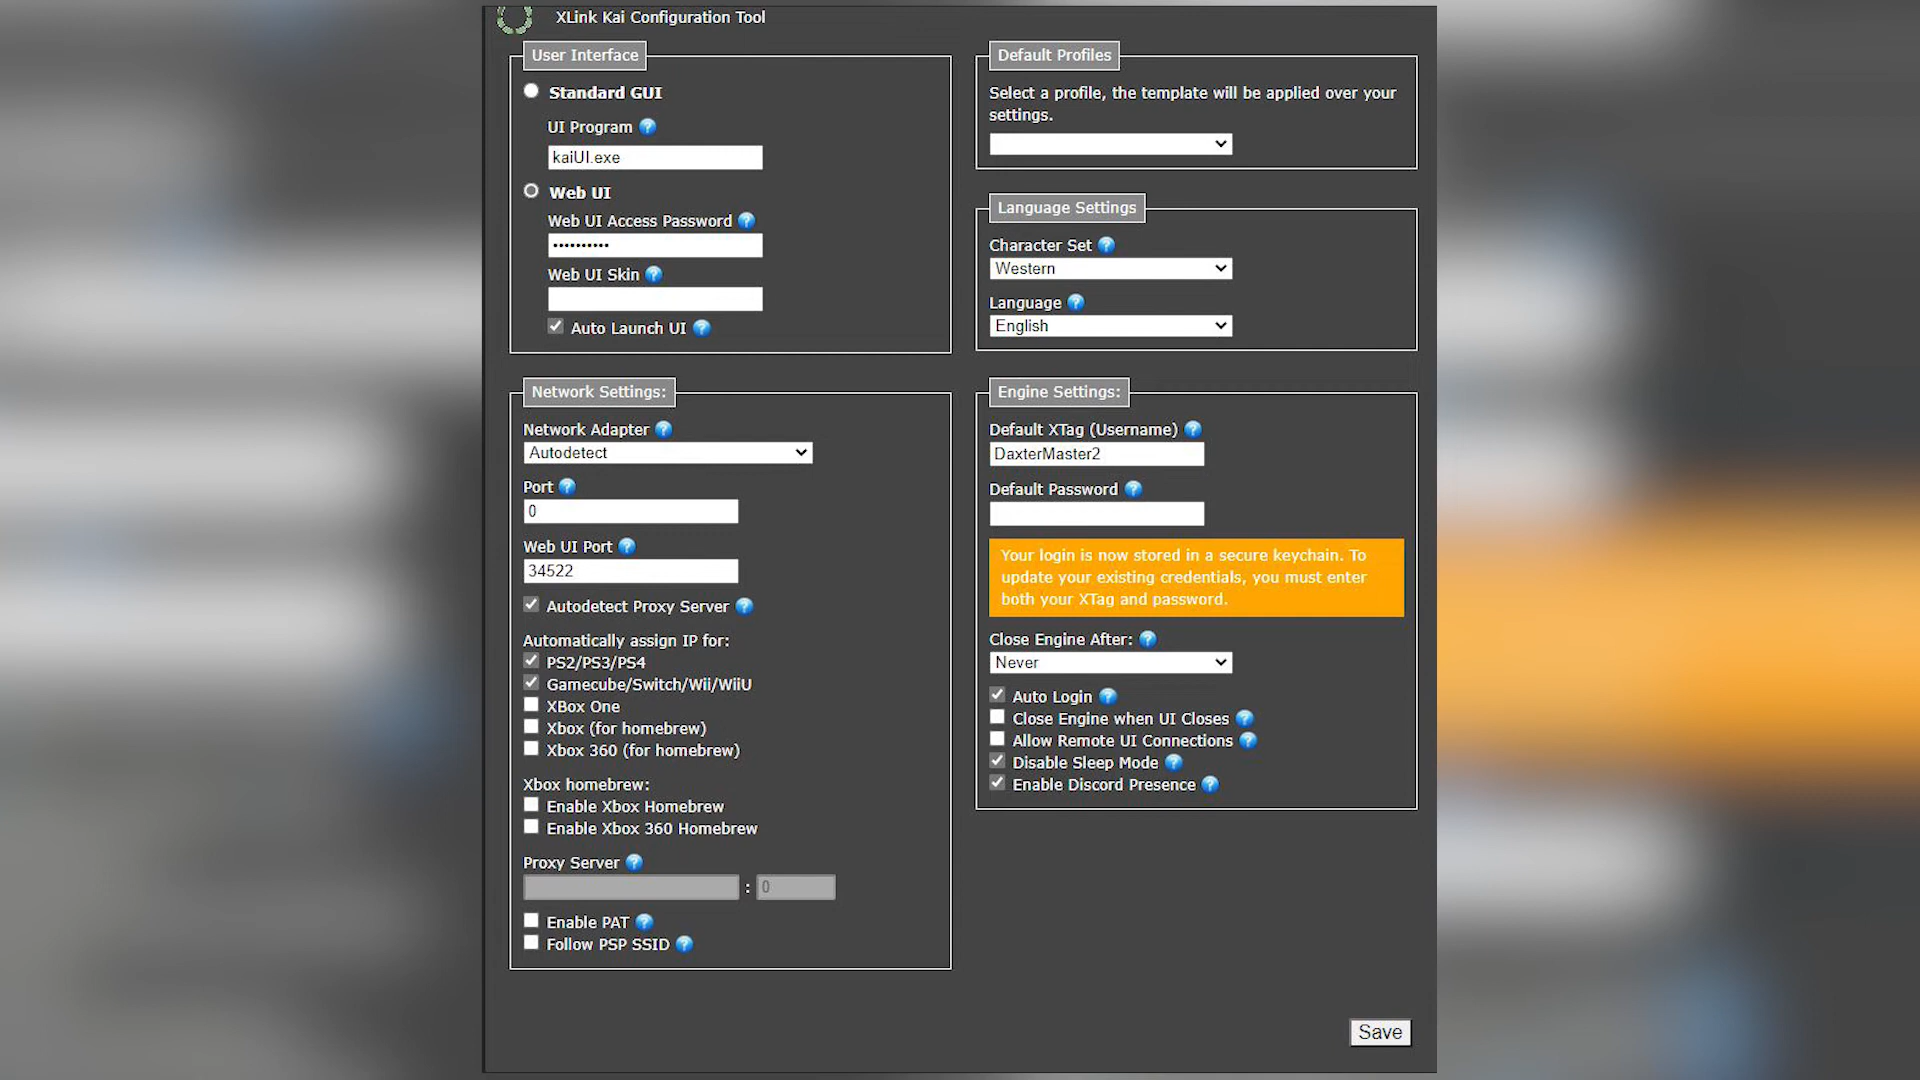 XLink Kai Configuration Tool
User Interface
Standard GUI
UI Program ?
kaiUI.exe
Web UI
Web UI Access Password ?
••••••••••
Web UI Skin ?
Auto Launch UI ?
Default Profiles
Select a profile, the template will be applied over your
settings.
Language Settings
Character Set ?
Western
Language ?
English
Network Settings:
Network Adapter ?
Autodetect
Port ?
0
Web UI Port ?
34522
Autodetect Proxy Server ?
Automatically assign IP for:
PS2/PS3/PS4
Gamecube/Switch/Wii/WiiU
XBox One
Xbox (for homebrew)
Xbox 360 (for homebrew)
Xbox homebrew:
Enable Xbox Homebrew
Enable Xbox 360 Homebrew
Proxy Server ?
: 0
Enable PAT ?
Follow PSP SSID ?
Engine Settings:
Default XTag (Username) ?
DaxterMaster2
Default Password ?
Your login is now stored in a secure keychain. To
update your existing credentials, you must enter
both your XTag and password.
Close Engine After: ?
Never
Auto Login ?
Close Engine when UI Closes ?
Allow Remote UI Connections ?
Disable Sleep Mode ?
Enable Discord Presence ?
Save